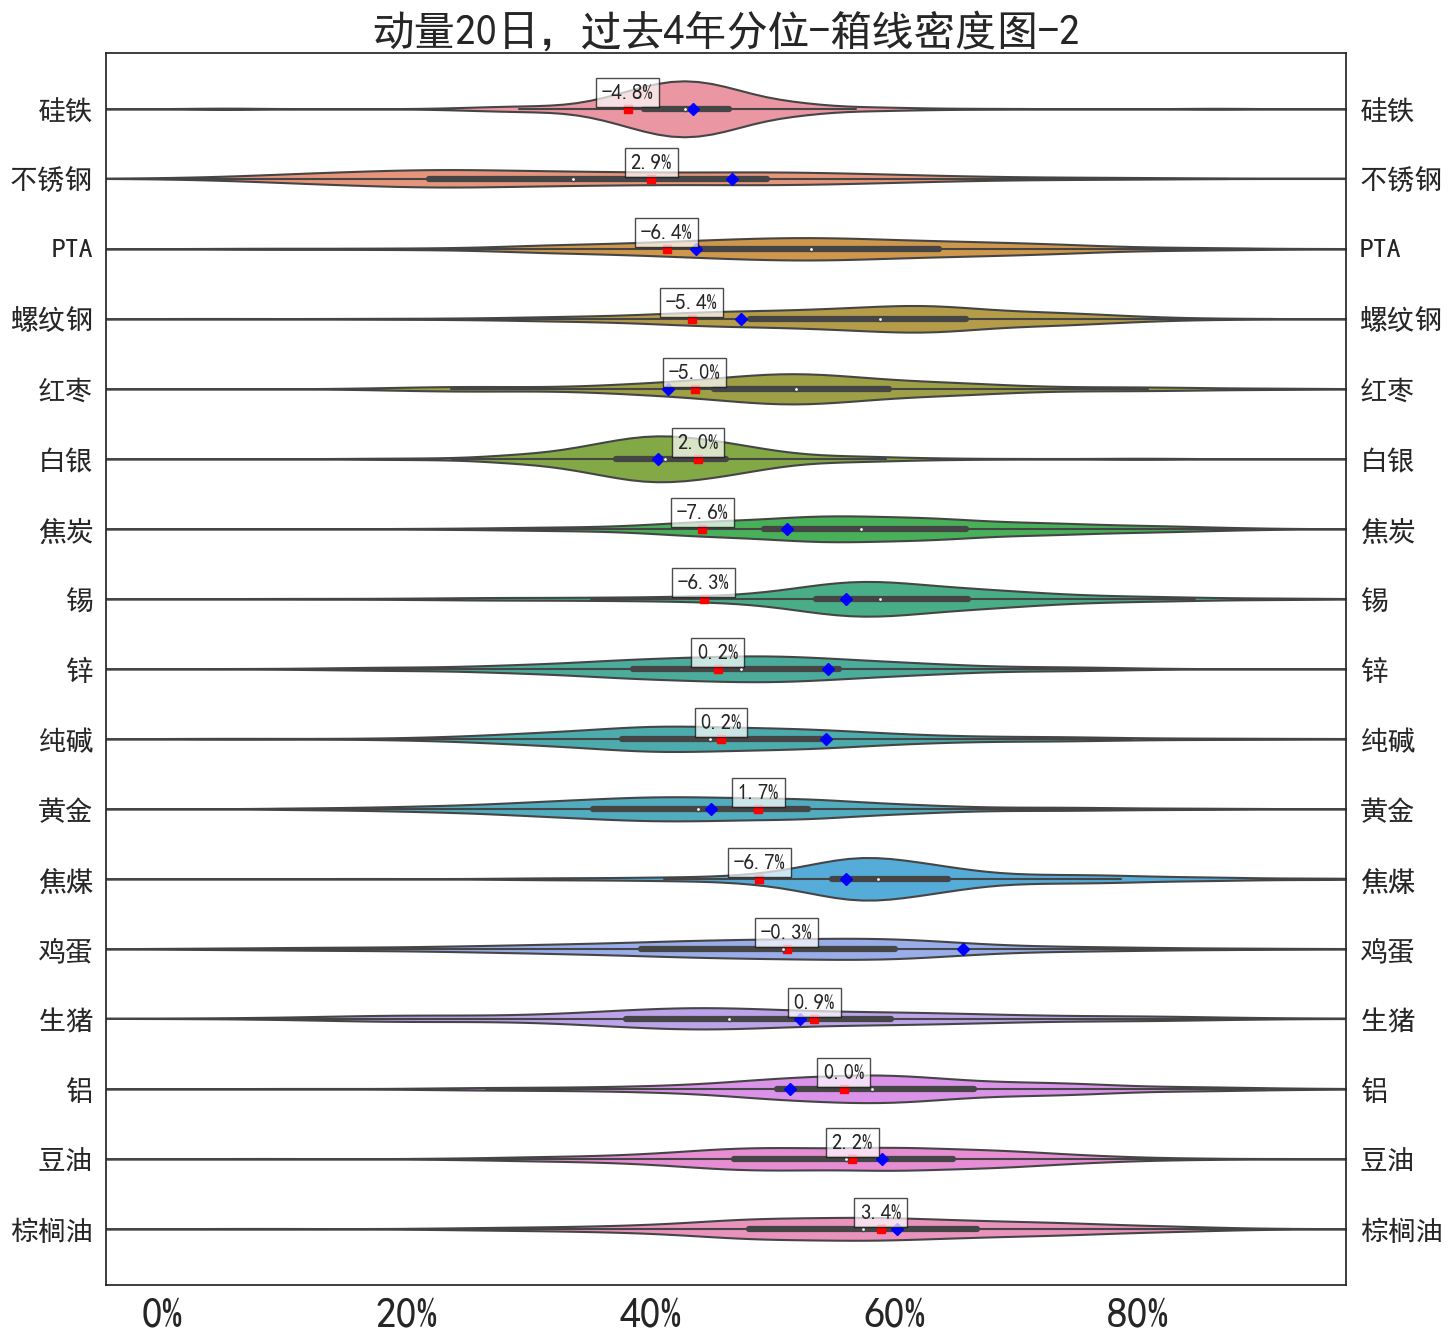 动量20日，过去4年分位-箱线密度图-2
硅铁 -4.8% 硅铁
不锈钢 2.9% 不锈钢
PTA -6.4% PTA
螺纹钢 -5.4% 螺纹钢
红枣 -5.0% 红枣
白银 2.0% 白银
焦炭 -7.6% 焦炭
锡 -6.3% 锡
锌 0.2% 锌
纯碱 0.2% 纯碱
黄金 1.7% 黄金
焦煤 -6.7% 焦煤
鸡蛋 -0.3% 鸡蛋
生猪 0.9% 生猪
铝 0.0% 铝
豆油 2.2% 豆油
棕榈油 3.4% 棕榈油
0% 20% 40% 60% 80%